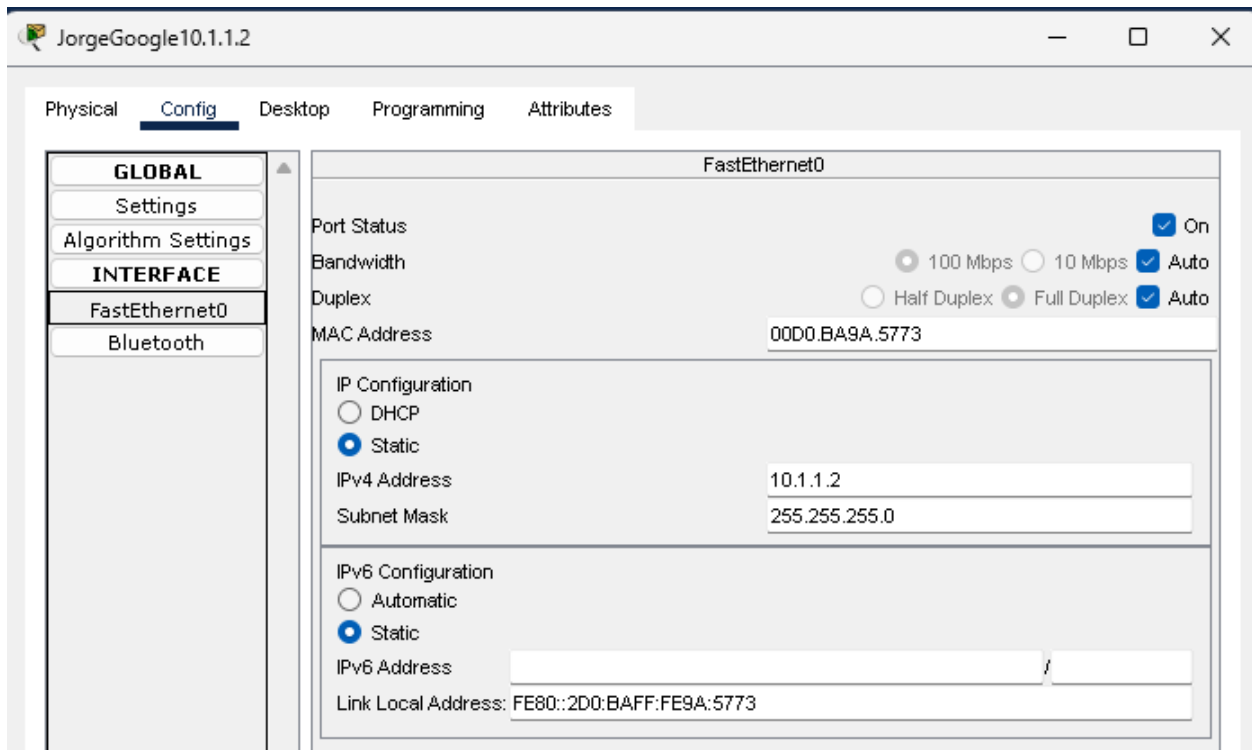 JorgeGoogle10.1.1.2
Physical Config Desktop Programming Attributes
GLOBAL
Settings
Algorithm Settings
INTERFACE
FastEthernet0
Bluetooth
FastEthernet0
Port Status On
Bandwidth 100 Mbps 10 Mbps Auto
Duplex Half Duplex Full Duplex Auto
MAC Address 00D0.BA9A.5773
IP Configuration
DHCP
Static
IPv4 Address 10.1.1.2
Subnet Mask 255.255.255.0
IPv6 Configuration
Automatic
Static
IPv6 Address /
Link Local Address: FE80::2D0:BAFF:FE9A:5773